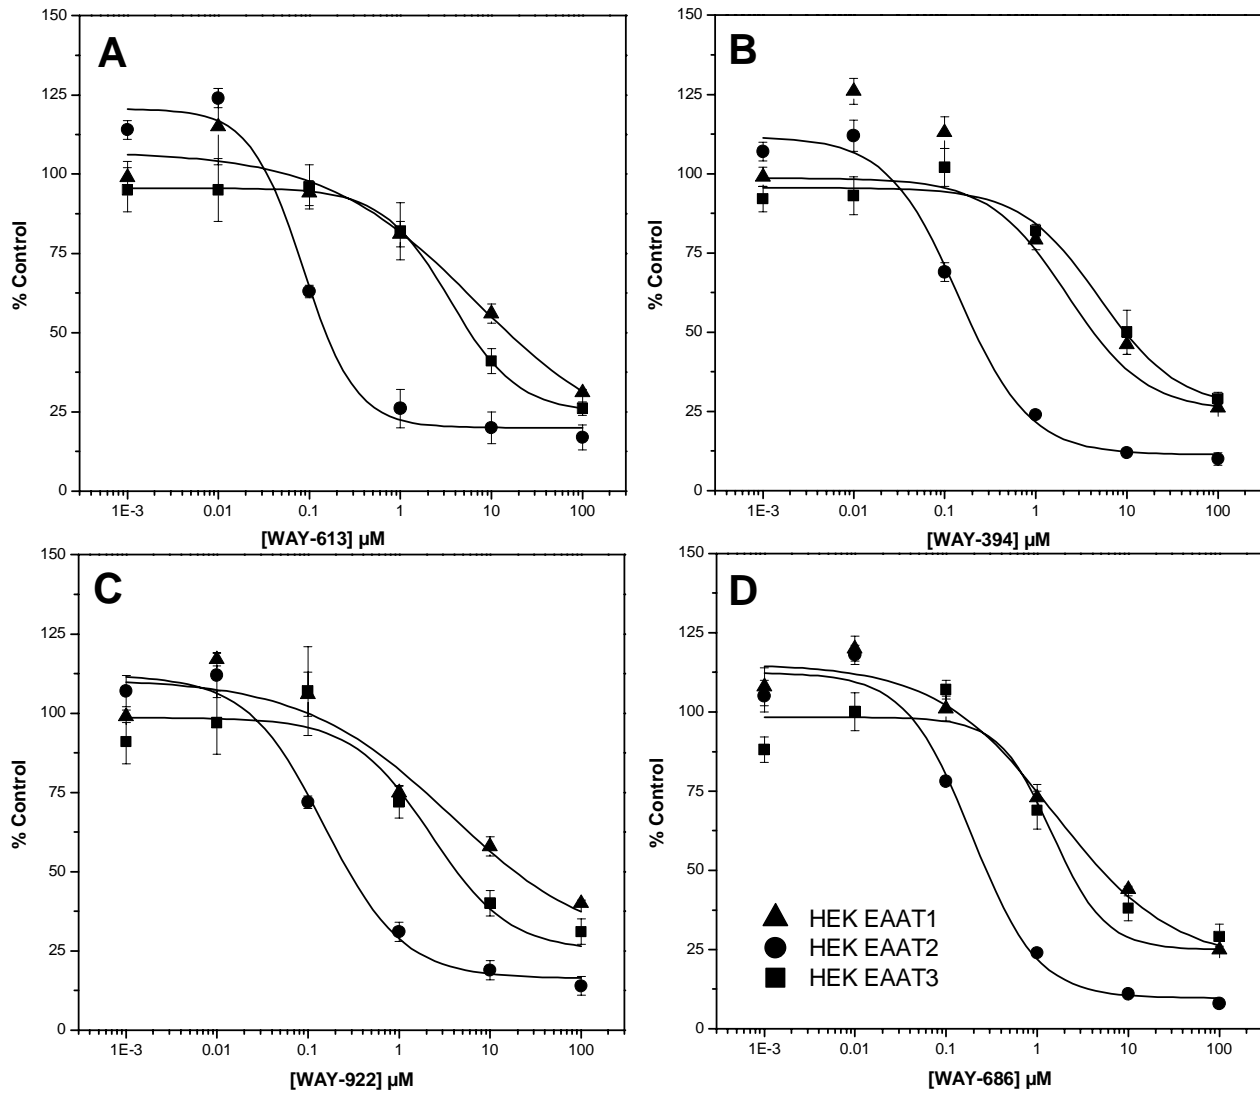 A
% Control
150
125
100
75
50
25
0
1E-3 0.01 0.1 1 10 100
[WAY-613] µM
B
% Control
150
125
100
75
50
25
0
1E-3 0.01 0.1 1 10 100
[WAY-394] µM
C
% Control
150
125
100
75
50
25
0
1E-3 0.01 0.1 1 10 100
[WAY-922] µM
D
% Control
150
125
100
75
50
25
0
HEK EAAT1
HEK EAAT2
HEK EAAT3
1E-3 0.01 0.1 1 10 100
[WAY-686] µM